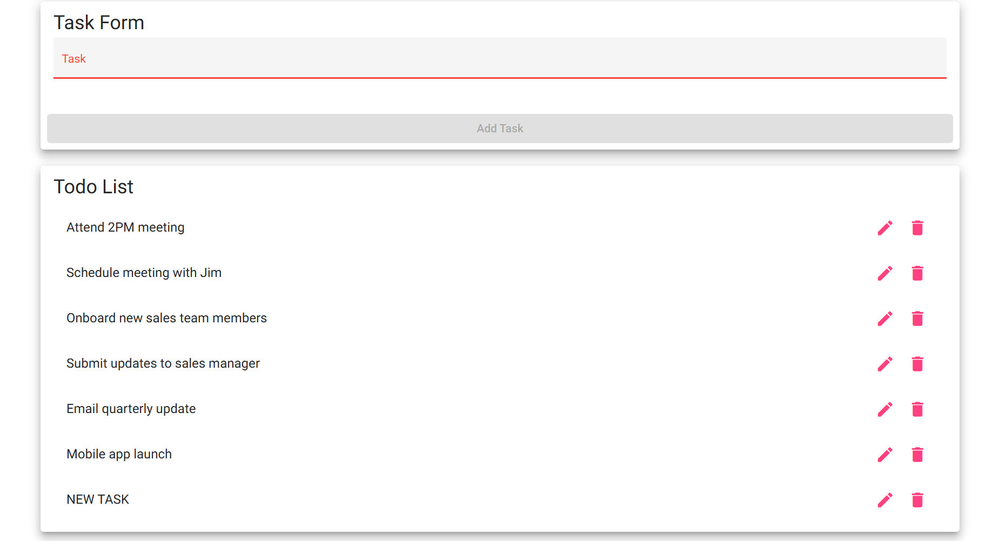 Task Form
Task
Add Task
Todo List
Attend 2PM meeting
Schedule meeting with Jim
Onboard new sales team members
Submit updates to sales manager
Email quarterly update
Mobile app launch
NEW TASK